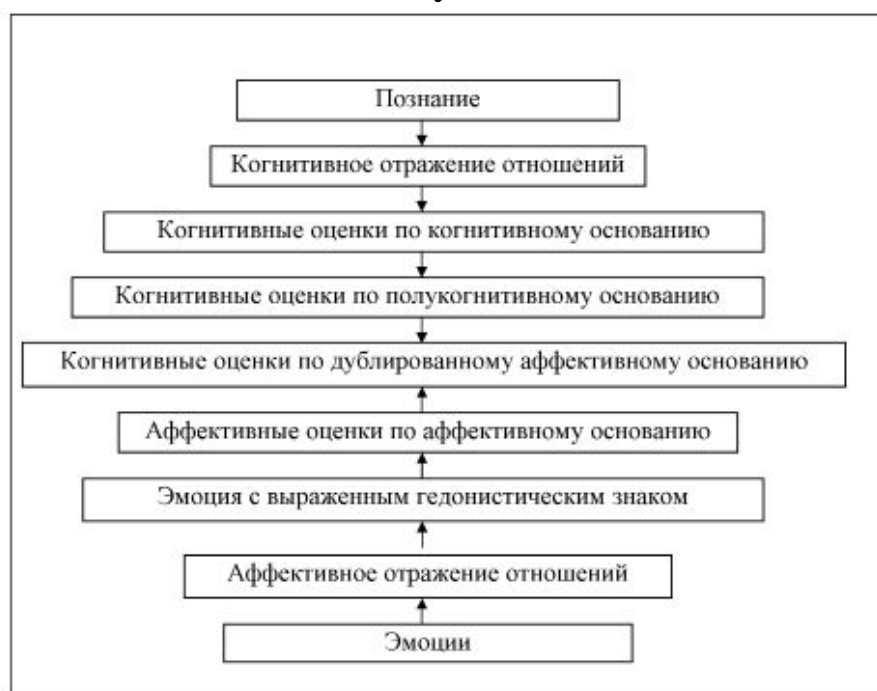 Познание
Когнитивное отражение отношений
Когнитивные оценки по когнитивному основанию
Когнитивные оценки по полукогнитивному основанию
Когнитивные оценки по дублированному аффективному основанию
Аффективные оценки по аффективному основанию
Эмоция с выраженным гедонистическим знаком
Аффективное отражение отношений
Эмоции